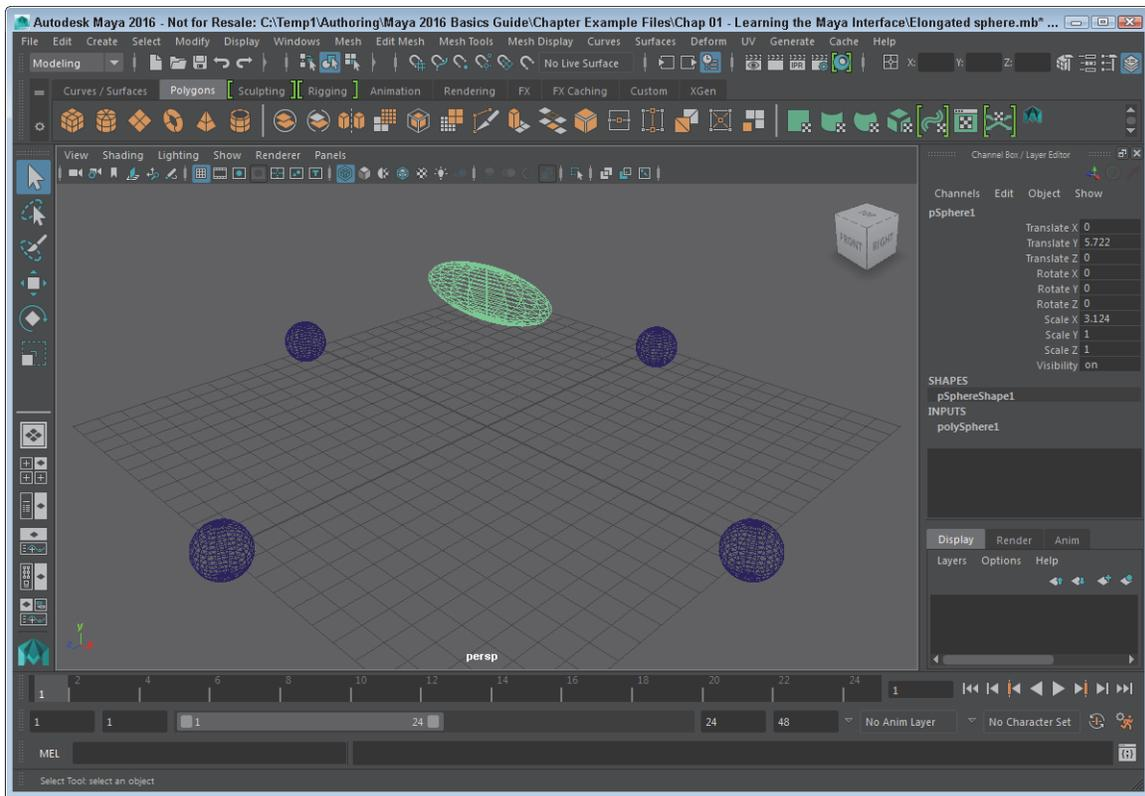 Autodesk Maya 2016 - Not for Resale: C:\Temp1\Authoring\Maya 2016 Basics Guide\Chapter Example Files\Chap 01 - Learning the Maya Interface\Elongated sphere.mb* ...
File Edit Create Select Modify Display Windows Mesh Edit Mesh Mesh Tools Mesh Display Curves Surfaces Deform UV Generate Cache Help
Modeling No Live Surface X: Y: Z:
Curves / Surfaces Polygons Sculpting Rigging Animation Rendering FX FX Caching Custom XGen
View Shading Lighting Show Renderer Panels
Channel Box / Layer Editor
Channels Edit Object Show
pSphere1
Translate X 0
Translate Y 5.722
Translate Z 0
Rotate X 0
Rotate Y 0
Rotate Z 0
Scale X 3.124
Scale Y 1
Scale Z 1
Visibility on
SHAPES
pSphereShape1
INPUTS
polySphere1
TOP
FRONT RIGHT
Display Render Anim
Layers Options Help
y
persp
1 2 4 6 8 10 12 14 16 18 20 22 24 1
1 1 1 24 24 48 No Anim Layer No Character Set
MEL
Select Tool: select an object